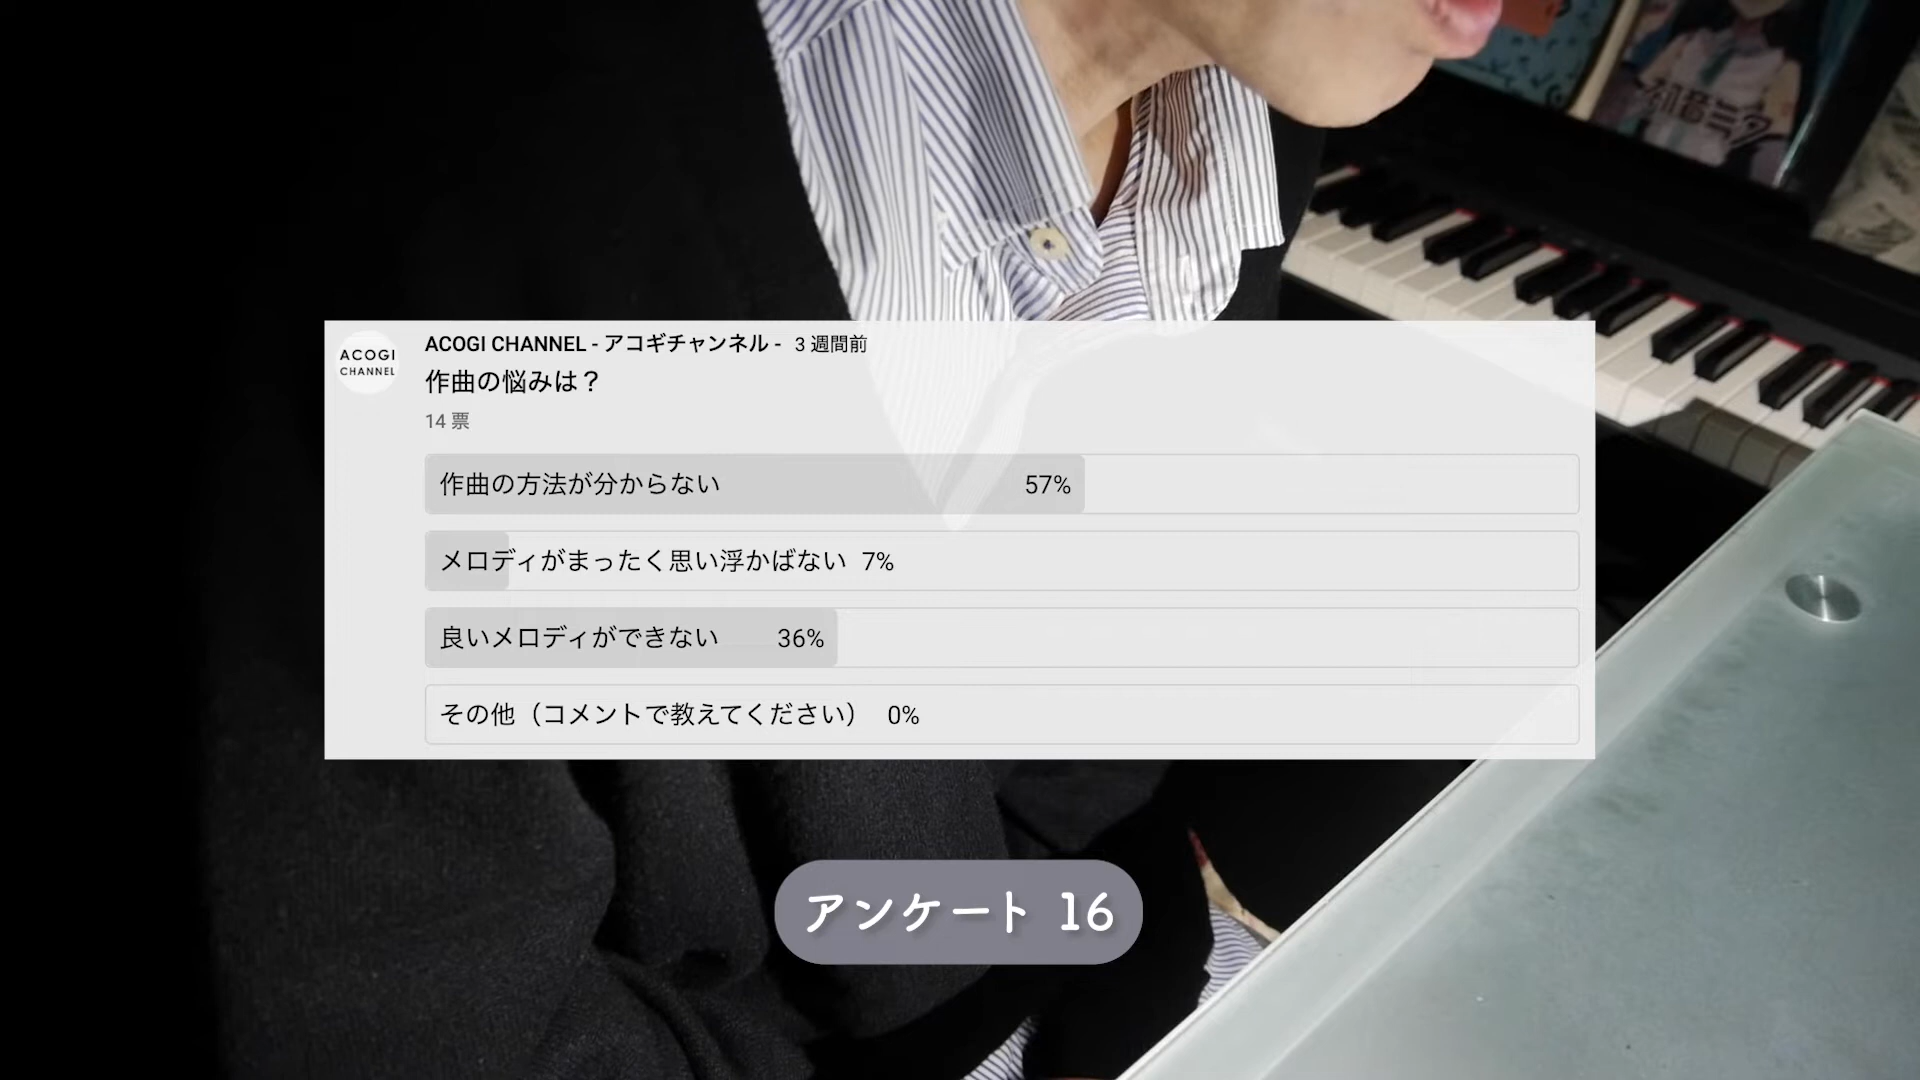 初音ミク
ACOGI
CHANNEL
ACOGI CHANNEL - アコギチャンネル - 3 週間前
作曲の悩みは？
14 票
作曲の方法が分からない 57%
メロディがまったく思い浮かばない 7%
良いメロディができない 36%
その他（コメントで教えてください） 0%
アンケート 16